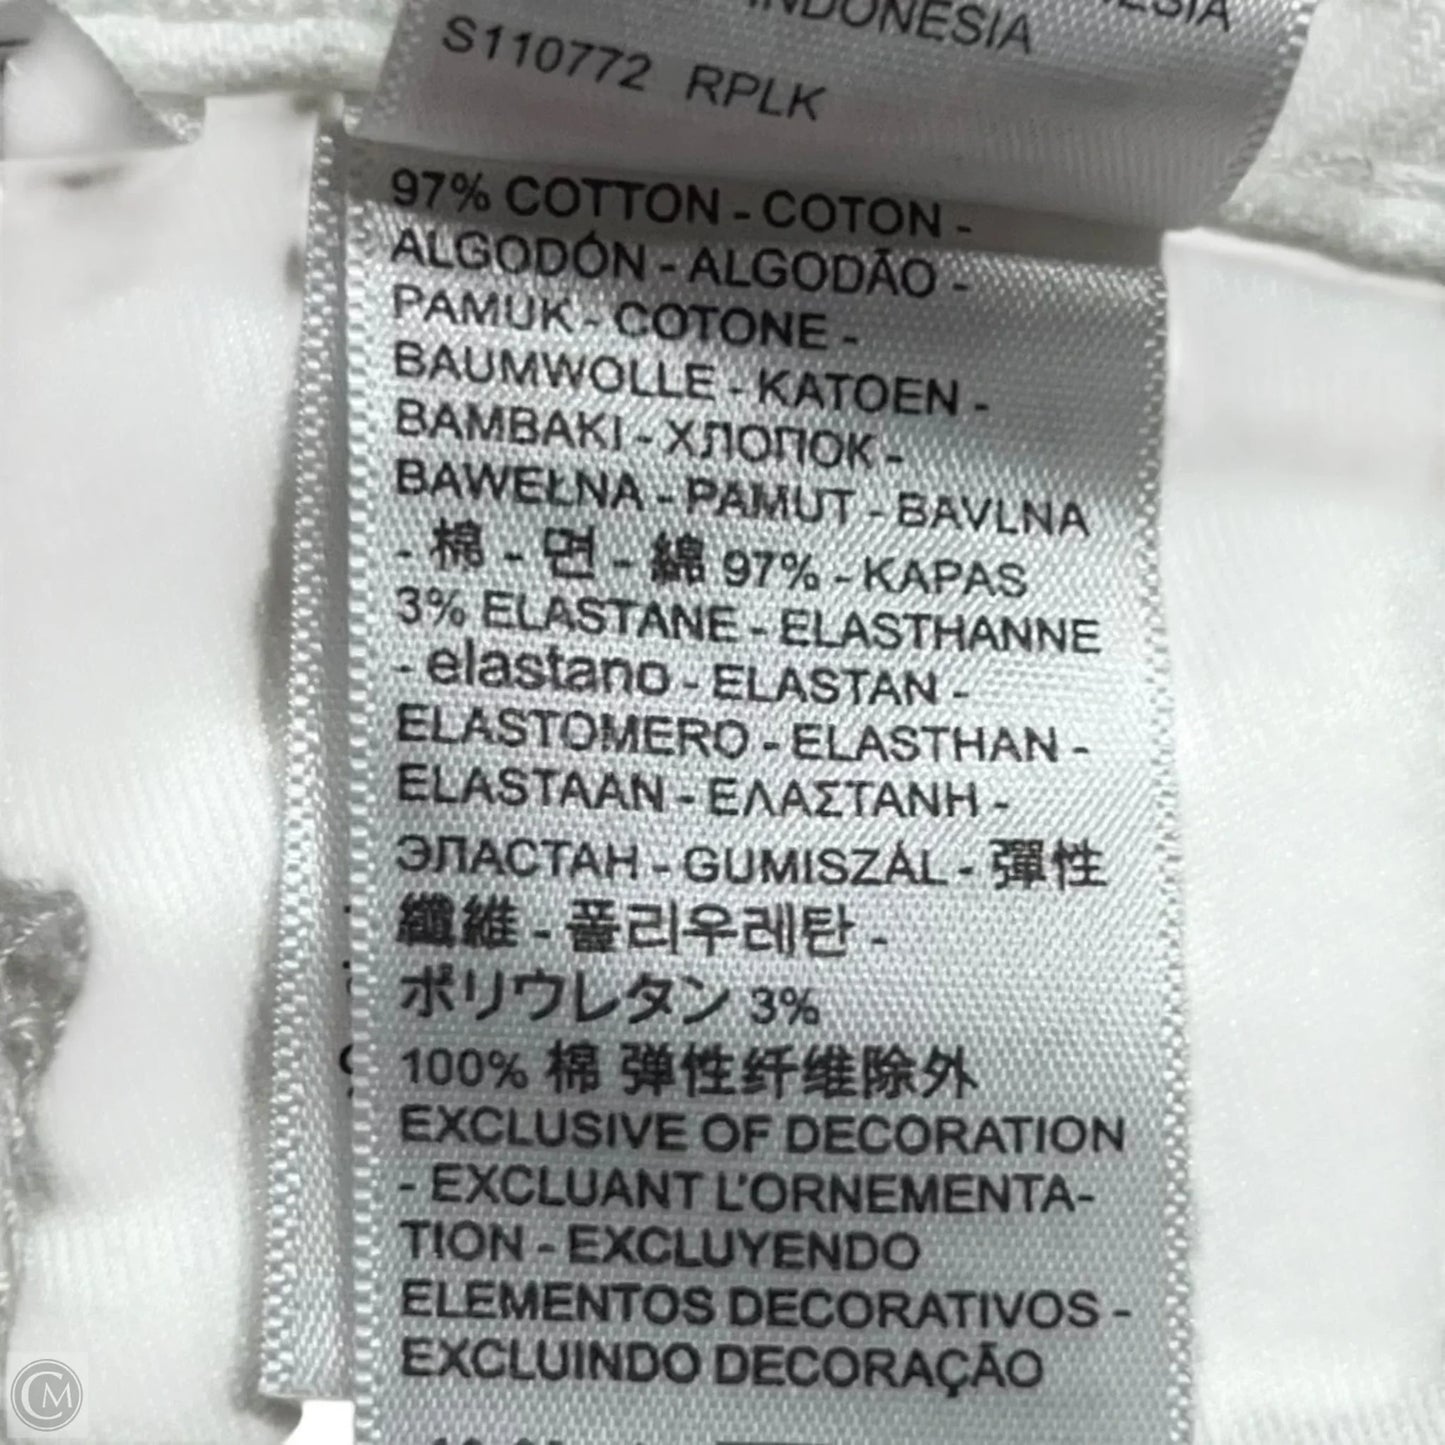 INDONESIA
S110772 RPLK
97% COTTON - COTON -
ALGODÓN - ALGODÃO -
PAMUK - COTONE -
BAUMWOLLE - KATOEN -
BAMBAKI - ХЛОПОК -
BAWEŁNA - PAMUT - BAVLNA
- 棉 - 면 - 綿 97% - KAPAS
3% ELASTANE - ELASTHANNE
- elastano - ELASTAN -
ELASTOMERO - ELASTHAN -
ELASTAAN - ΕΛΑΣΤΑΝΗ -
ЭЛАСТАН - GUMISZÁL - 彈性
纖維 - 폴리우레탄 -
ポリウレタン 3%
100% 棉 弹性纤维除外
EXCLUSIVE OF DECORATION
- EXCLUANT L'ORNEMENTA-
TION - EXCLUYENDO
ELEMENTOS DECORATIVOS -
EXCLUINDO DECORAÇÃO
CM